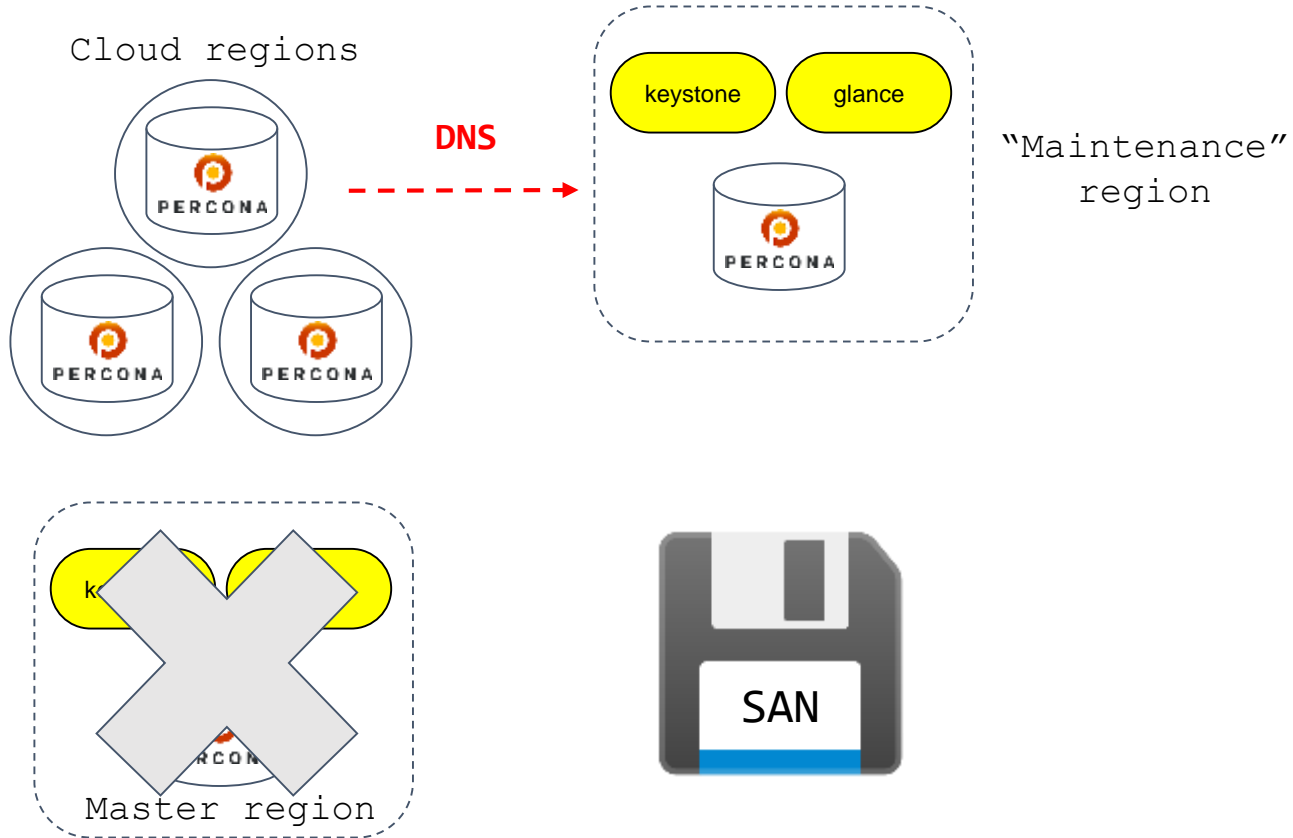 Cloud regions
PERCONA
PERCONA
PERCONA
DNS
keystone
glance
PERCONA
“Maintenance”
region
Master region
SAN